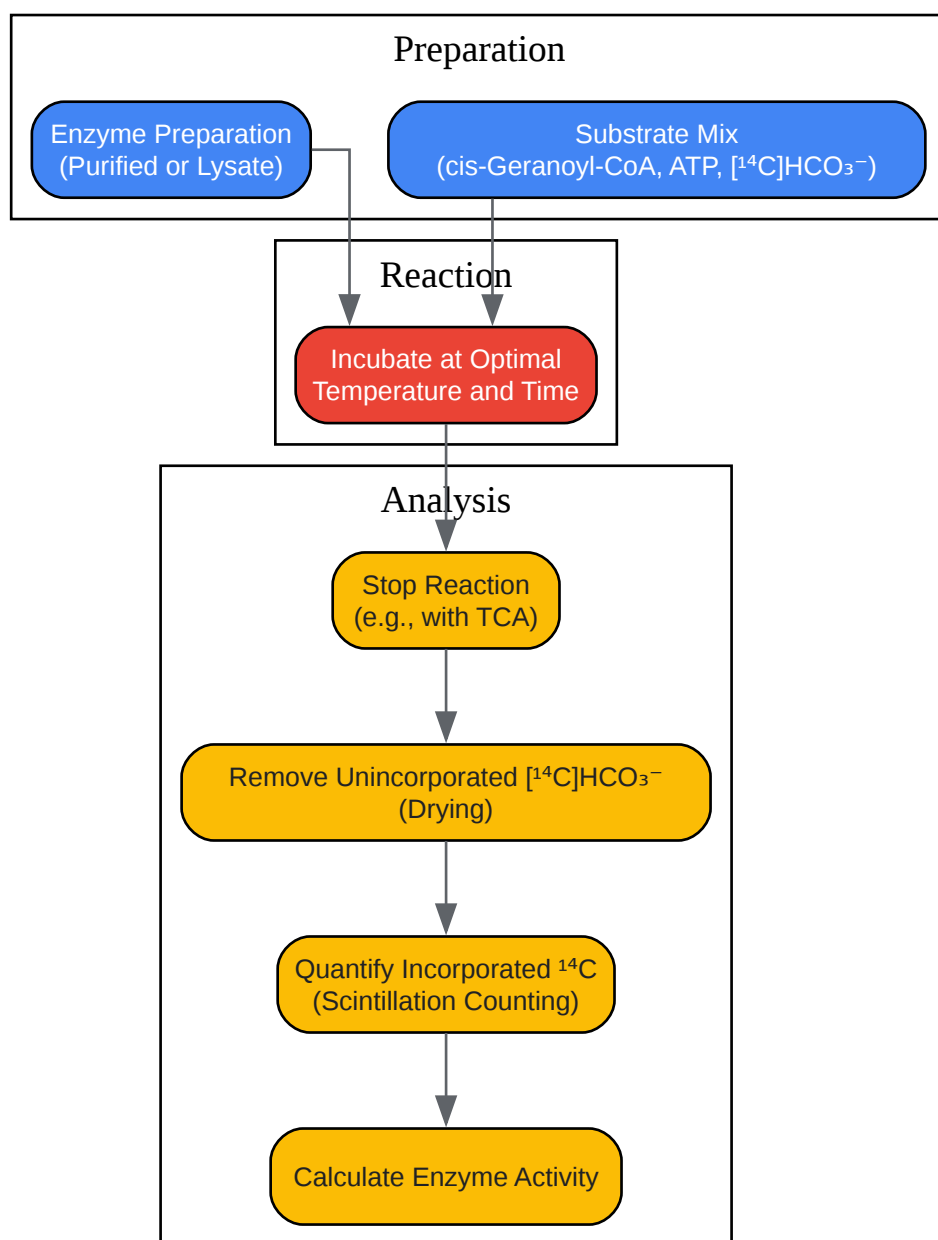 Preparation
Enzyme Preparation
(Purified or Lysate)
Substrate Mix
(cis-Geranoyl-CoA, ATP, [¹⁴C]HCO₃⁻)
Reaction
Incubate at Optimal
Temperature and Time
Analysis
Stop Reaction
(e.g., with TCA)
Remove Unincorporated [¹⁴C]HCO₃⁻
(Drying)
Quantify Incorporated ¹⁴C
(Scintillation Counting)
Calculate Enzyme Activity